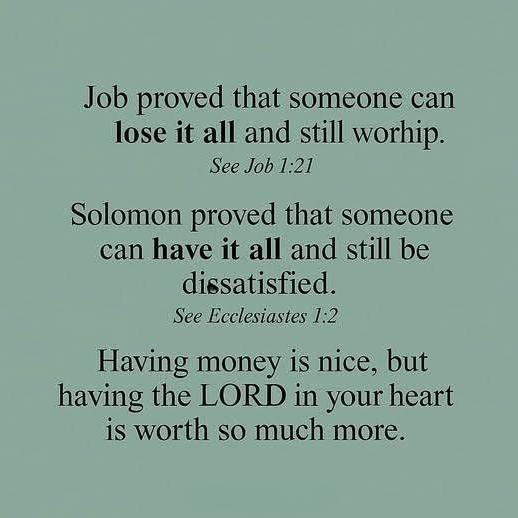 Job proved that someone can
lose it all and still worhip.
See Job 1:21
Solomon proved that someone
can have it all and still be
dissatisfied.
See Ecclesiastes 1:2
Having money is nice, but
having the LORD in your heart
is worth so much more.